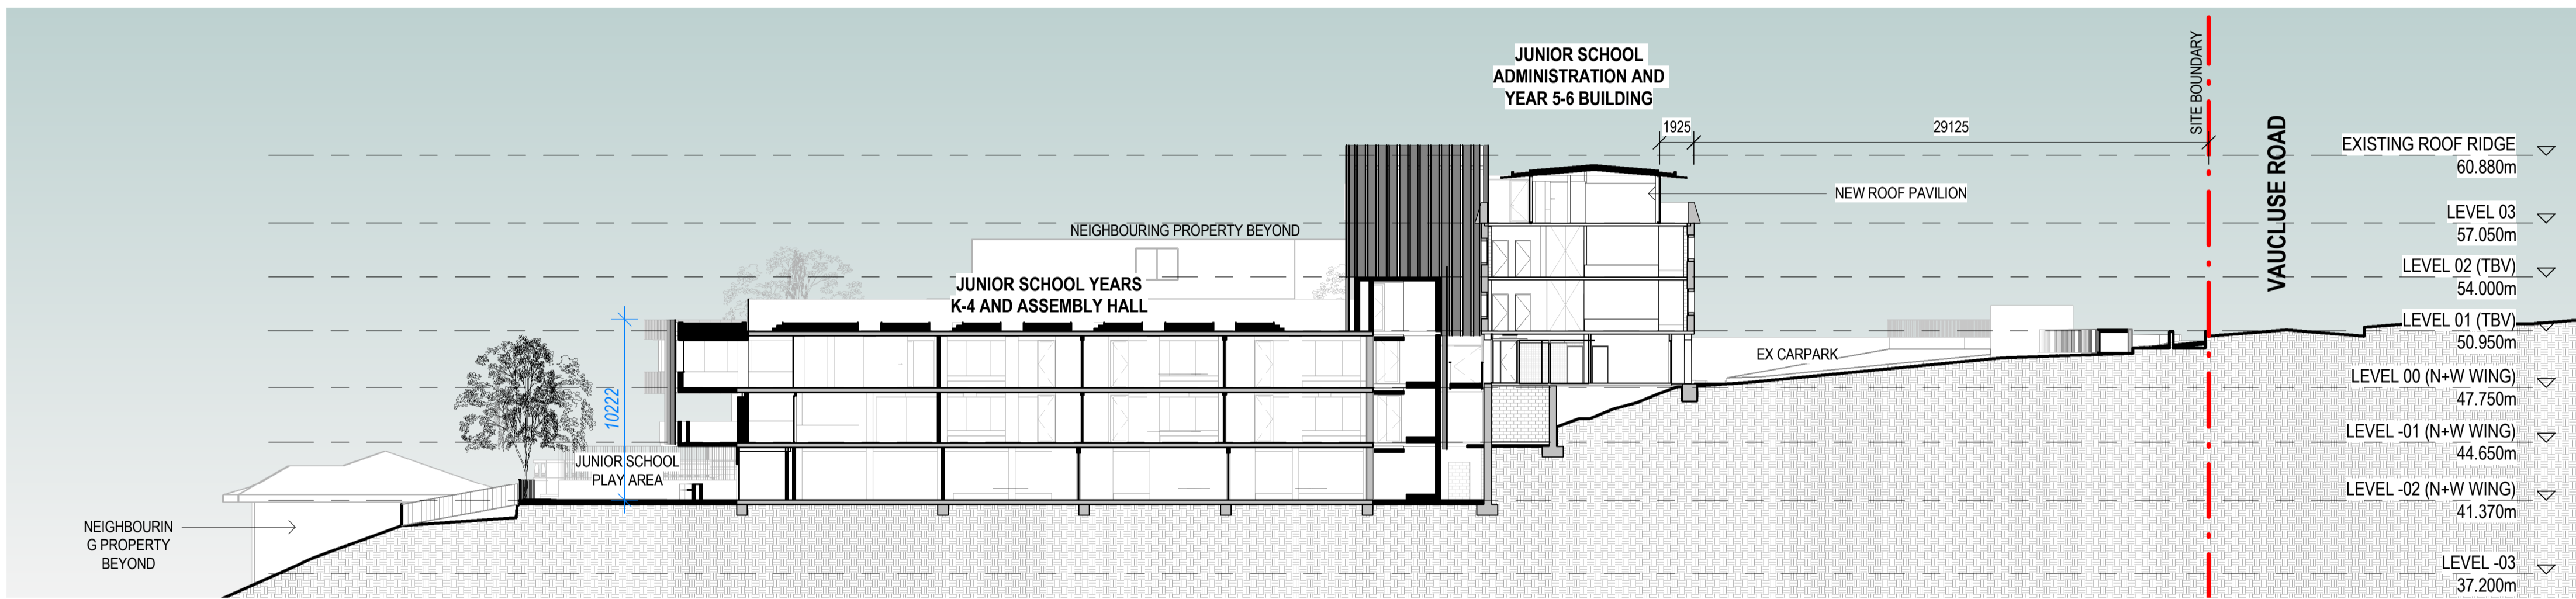 JUNIOR SCHOOL
ADMINISTRATION AND
YEAR 5-6 BUILDING
SITE BOUNDARY
1925
29125
VAUCLUSE ROAD
EXISTING ROOF RIDGE
60.880m
NEW ROOF PAVILION
LEVEL 03
57.050m
NEIGHBOURING PROPERTY BEYOND
LEVEL 02 (TBV)
54.000m
JUNIOR SCHOOL YEARS
K-4 AND ASSEMBLY HALL
LEVEL 01 (TBV)
50.950m
EX CARPARK
LEVEL 00 (N+W WING)
47.750m
10222
LEVEL -01 (N+W WING)
44.650m
JUNIOR SCHOOL
PLAY AREA
LEVEL -02 (N+W WING)
41.370m
NEIGHBOURIN
G PROPERTY
BEYOND
LEVEL -03
37.200m